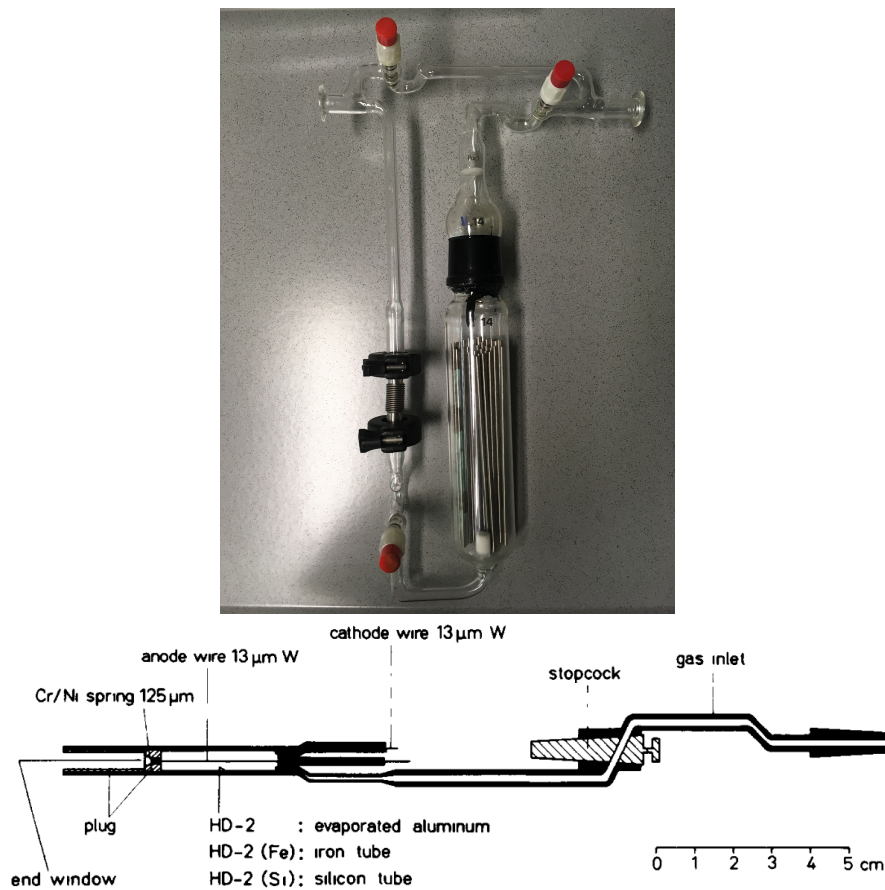 14
14
cathode wire 13 μm W
anode wire 13 μm W
stopcock
gas inlet
Cr/Ni spring 125 μm
plug
HD-2 : evaporated aluminum
HD-2 (Fe): iron tube
end window
HD-2 (Si): silicon tube
0 1 2 3 4 5 cm